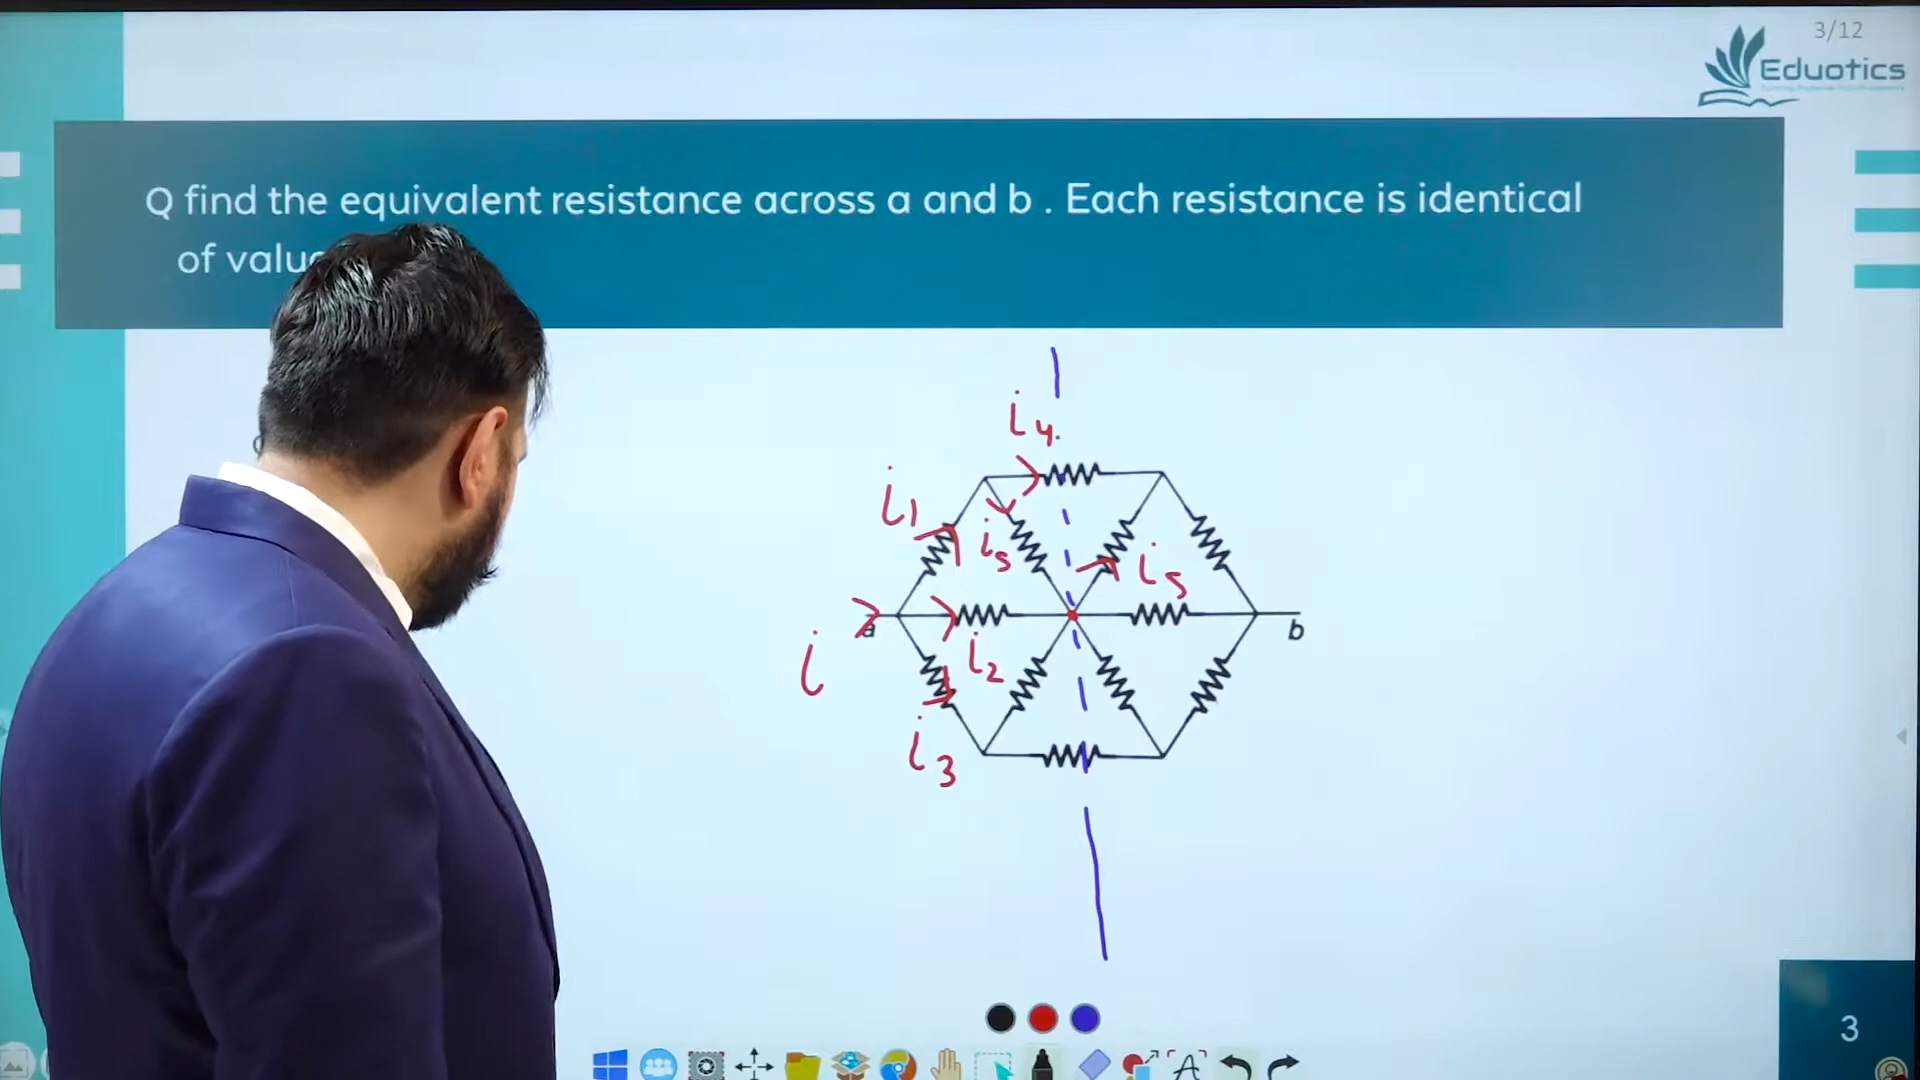 3/12
Eduotics
Q find the equivalent resistance across a and b . Each resistance is identical
of
i4
i1
i5
i5
i
a
i2
b
i3
3